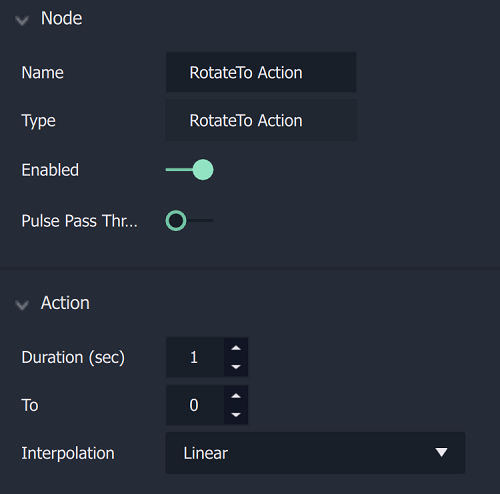 Node
Name RotateTo Action
Type RotateTo Action
Enabled
Pulse Pass Thr...
Action
Duration (sec) 1
To 0
Interpolation Linear